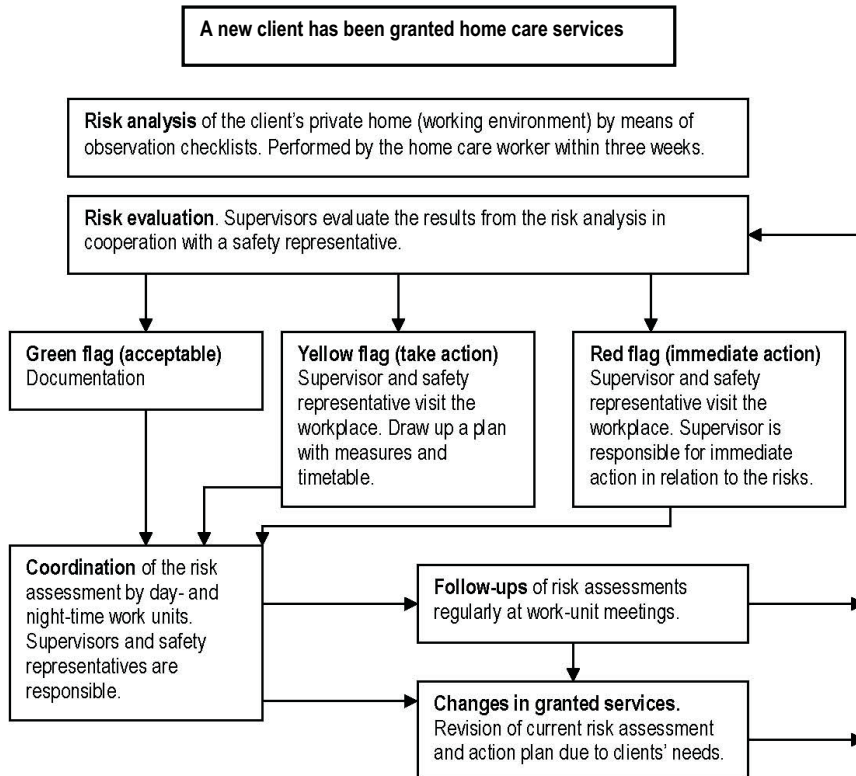 A new client has been granted home care services
Risk analysis of the client's private home (working environment) by means of
observation checklists. Performed by the home care worker within three weeks.
Risk evaluation. Supervisors evaluate the results from the risk analysis in
cooperation with a safety representative.
Green flag (acceptable)
Documentation
Yellow flag (take action)
Supervisor and safety
representative visit the
workplace. Draw up a plan
with measures and
timetable.
Red flag (immediate action)
Supervisor and safety
representative visit the
workplace. Supervisor is
responsible for immediate
action in relation to the risks.
Coordination of the risk
assessment by day- and
night-time work units.
Supervisors and safety
representatives are
responsible.
Follow-ups of risk assessments
regularly at work-unit meetings.
Changes in granted services.
Revision of current risk assessment
and action plan due to clients' needs.